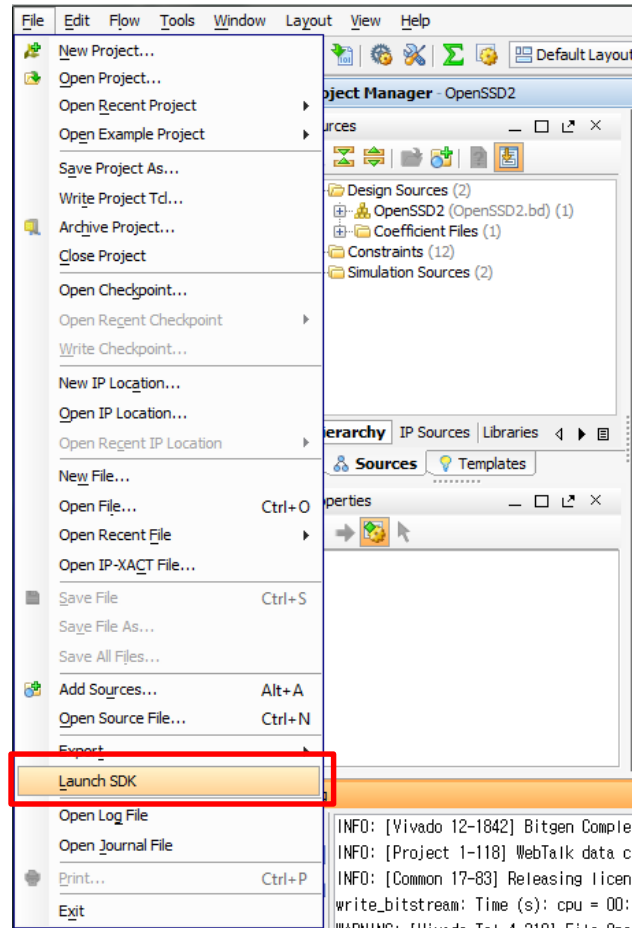 File Edit Flow Tools Window Layout View Help
New Project...
Open Project...
Open Recent Project
Open Example Project
Save Project As...
Write Project Tcl...
Archive Project...
Close Project
Open Checkpoint...
Open Recent Checkpoint
Write Checkpoint...
New IP Location...
Open IP Location...
Open Recent IP Location
New File...
Open File... Ctrl+O
Open Recent File
Open IP-XACT File...
Save File Ctrl+S
Save File As...
Save All Files...
Add Sources... Alt+A
Open Source File... Ctrl+N
Export
Launch SDK
Open Log File
Open Journal File
Print... Ctrl+P
Exit
Default Layout
oject Manager - OpenSSD2
urces
Design Sources (2)
OpenSSD2 (OpenSSD2.bd) (1)
Coefficient Files (1)
Constraints (12)
Simulation Sources (2)
ierarchy IP Sources Libraries
Sources Templates
perties
INFO: [Vivado 12-1842] Bitgen Comple
INFO: [Project 1-118] WebTalk data c
INFO: [Common 17-83] Releasing licen
write_bitstream: Time (s): cpu = 00: